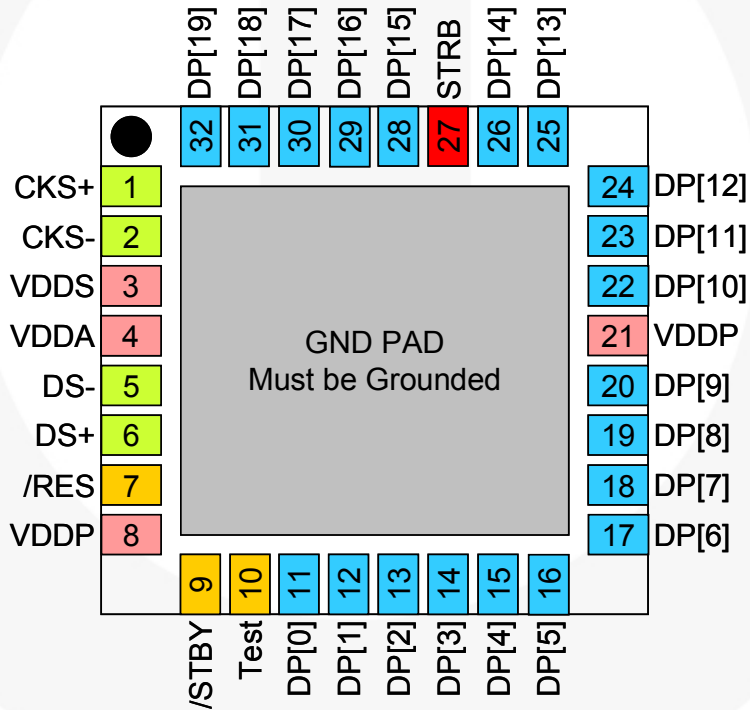 DP[19]
DP[18]
DP[17]
DP[16]
DP[15]
STRB
DP[14]
DP[13]
32
31
30
29
28
27
26
25
CKS+ 1
CKS- 2
VDDS 3
VDDA 4
DS- 5
DS+ 6
/RES 7
VDDP 8
GND PAD
Must be Grounded
24 DP[12]
23 DP[11]
22 DP[10]
21 VDDP
20 DP[9]
19 DP[8]
18 DP[7]
17 DP[6]
9
10
11
12
13
14
15
16
/STBY
Test
DP[0]
DP[1]
DP[2]
DP[3]
DP[4]
DP[5]